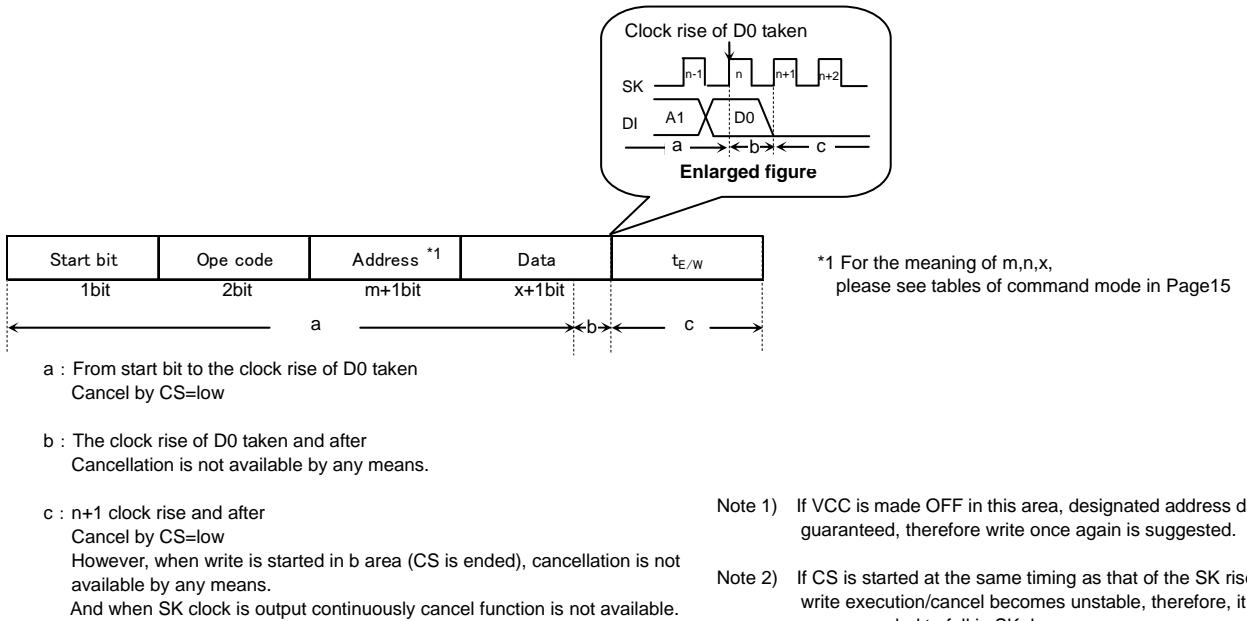 Clock rise of D0 taken
SK n-1 n n+1 n+2
DI A1 D0
a b c
Enlarged figure
Start bit Ope code Address *1 Data tE/W
1bit 2bit m+1bit x+1bit
a b c
*1 For the meaning of m,n,x,
please see tables of command mode in Page15
a : From start bit to the clock rise of D0 taken
Cancel by CS=low
b : The clock rise of D0 taken and after
Cancellation is not available by any means.
c : n+1 clock rise and after
Cancel by CS=low
However, when write is started in b area (CS is ended), cancellation is not
available by any means.
And when SK clock is output continuously cancel function is not available.
Note 1) If VCC is made OFF in this area, designated address d
guaranteed, therefore write once again is suggested.
Note 2) If CS is started at the same timing as that of the SK rise
write execution/cancel becomes unstable, therefore, it